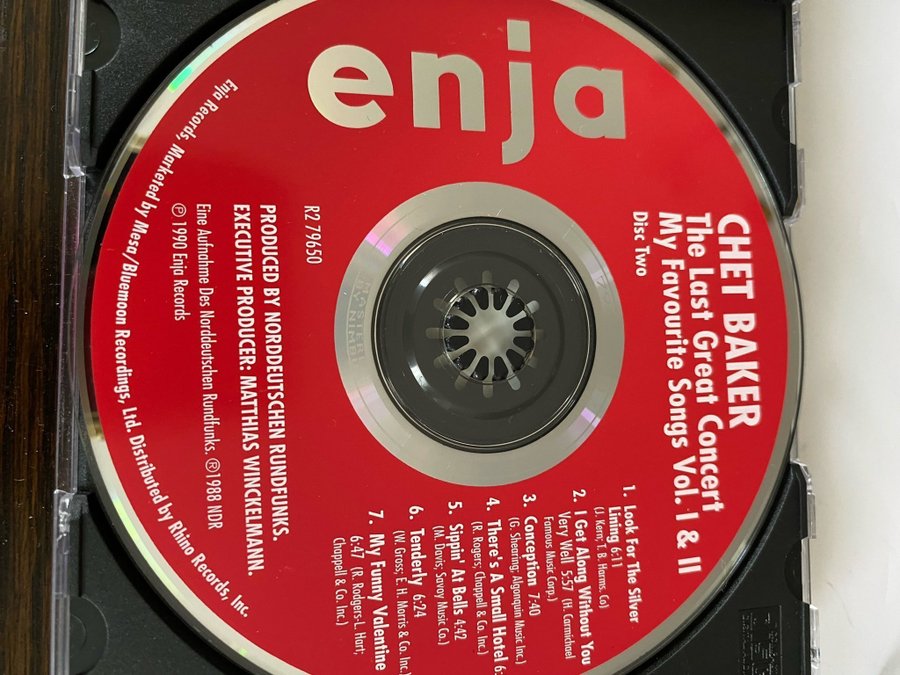 enja
CHET BAKER
The Last Great Concert
My Favourite Songs Vol. I & II
Disc Two
R2 79650
PRODUCED BY NORDDEUTSCHEN RUNDFUNKS.
EXECUTIVE PRODUCER: MATTHIAS WINCKELMANN.
Eine Aufnahme Des Norddeutschen Rundfunks. ℗1988 NDR
℗ 1990 Enja Records
Enja Records, Marketed by Mesa/Bluemoon Recordings, Ltd. Distributed by Rhino Records, Inc.
1. Look For The Silver
Lining 6:11
(J. Kern; T. B. Harms. Co)
2. I Get Along Without You
Very Well 5:57 (H. Carmichael
Famous Music Corp.)
3. Conception 7:40
(G. Shearing; Algonquin Music Inc.)
4. There's A Small Hotel 6:
(R. Rogers; Chappell & Co. Inc.)
5. Sippin' At Bells 4:42
(M. Davis; Savoy Music Co.)
6. Tenderly 6:24
(W. Gross; E. H. Morris & Co. Inc.)
7. My Funny Valentine
6:47 (R. Rodgers-L. Hart;
Chappell & Co. Inc.)
MASTERED
BY NIMBUS